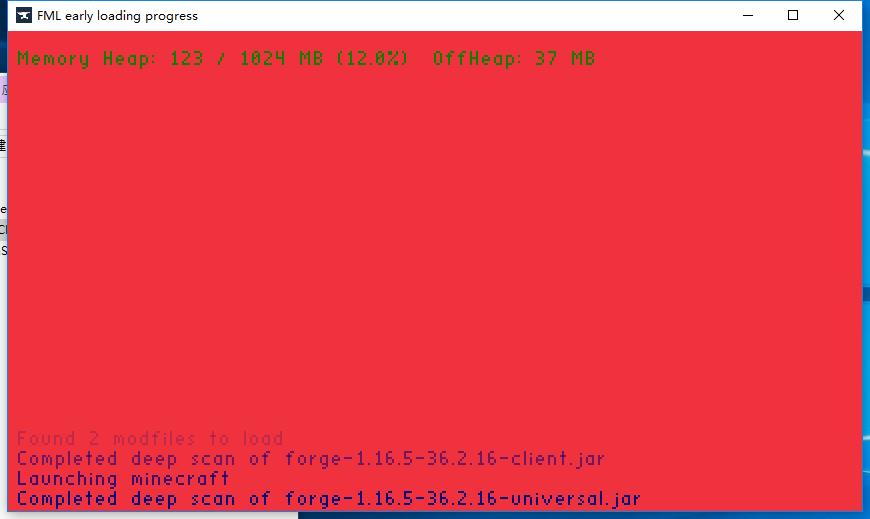 FML early loading progress
Memory Heap: 123 / 1024 MB (12.0%)  OffHeap: 37 MB
Found 2 modfiles to load
Completed deep scan of forge-1.16.5-36.2.16-client.jar
Launching minecraft
Completed deep scan of forge-1.16.5-36.2.16-universal.jar